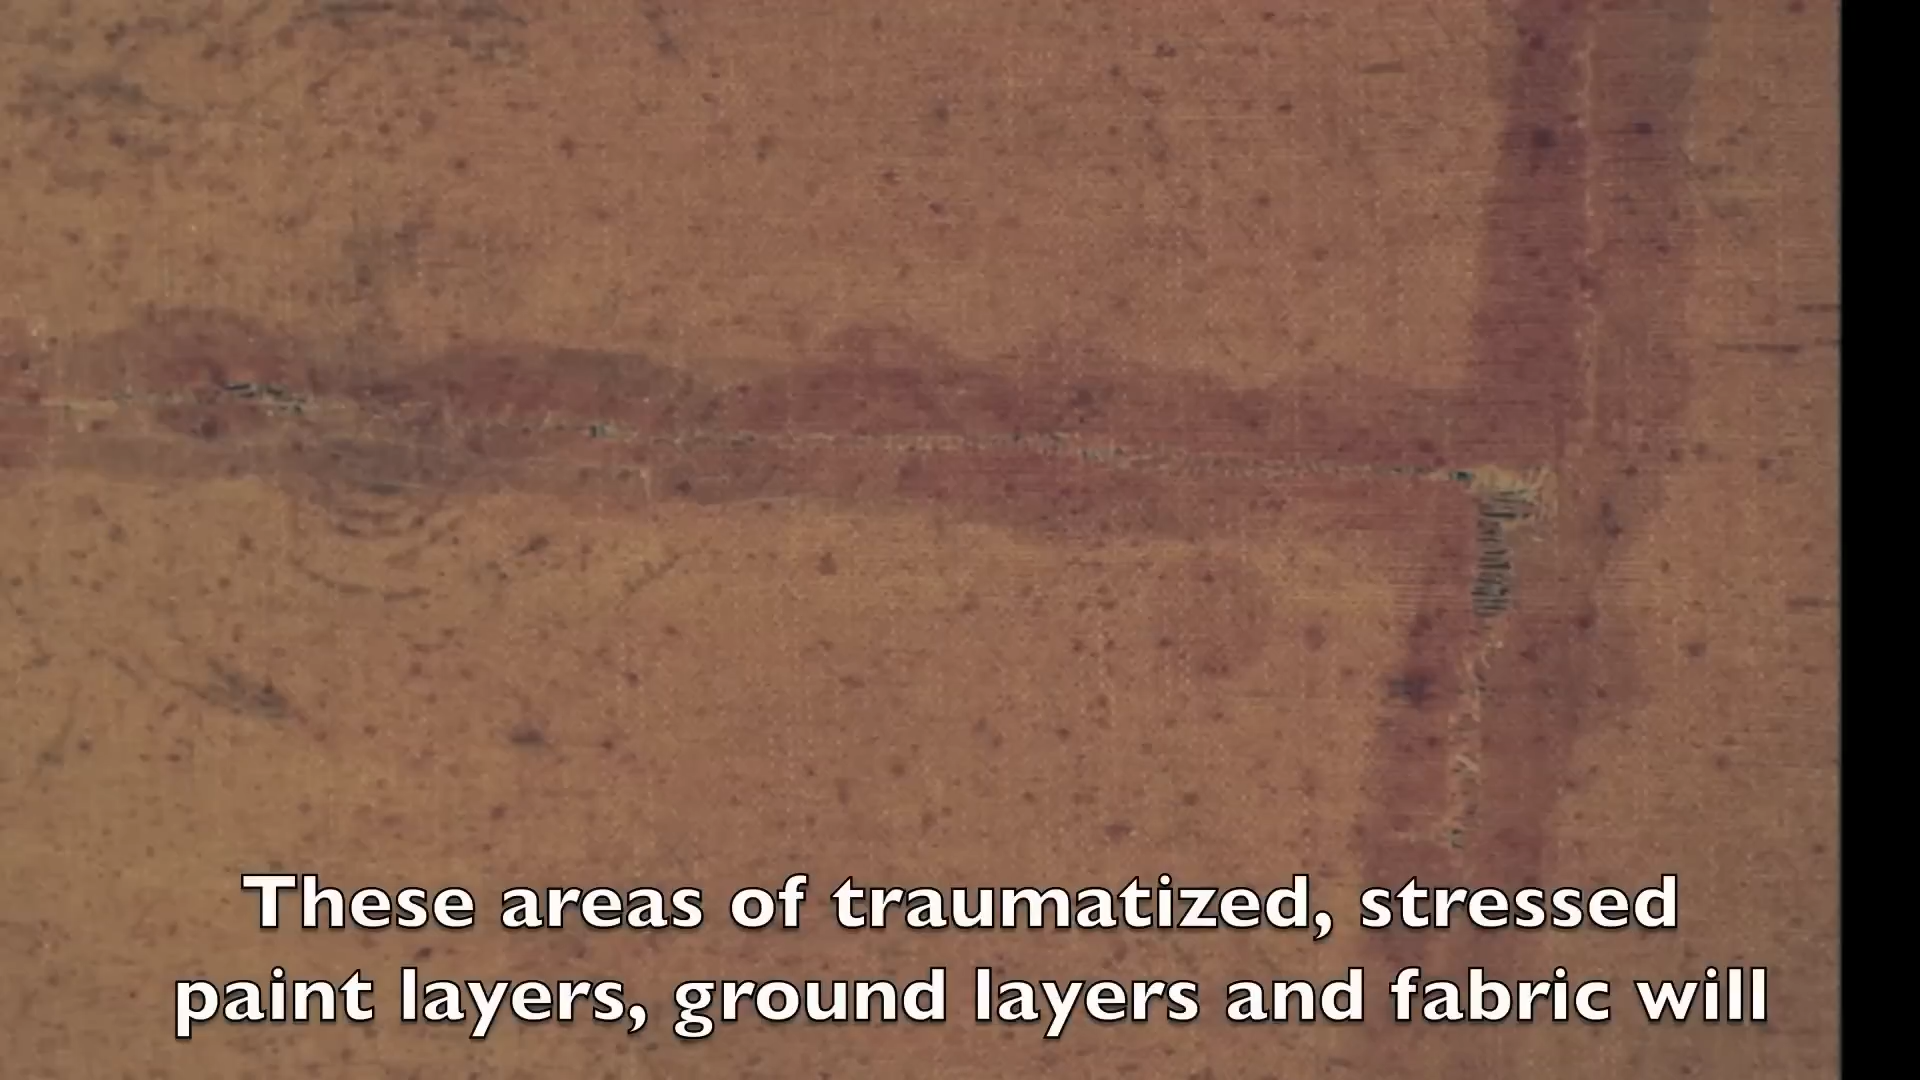 These areas of traumatized, stressed
paint layers, ground layers and fabric will